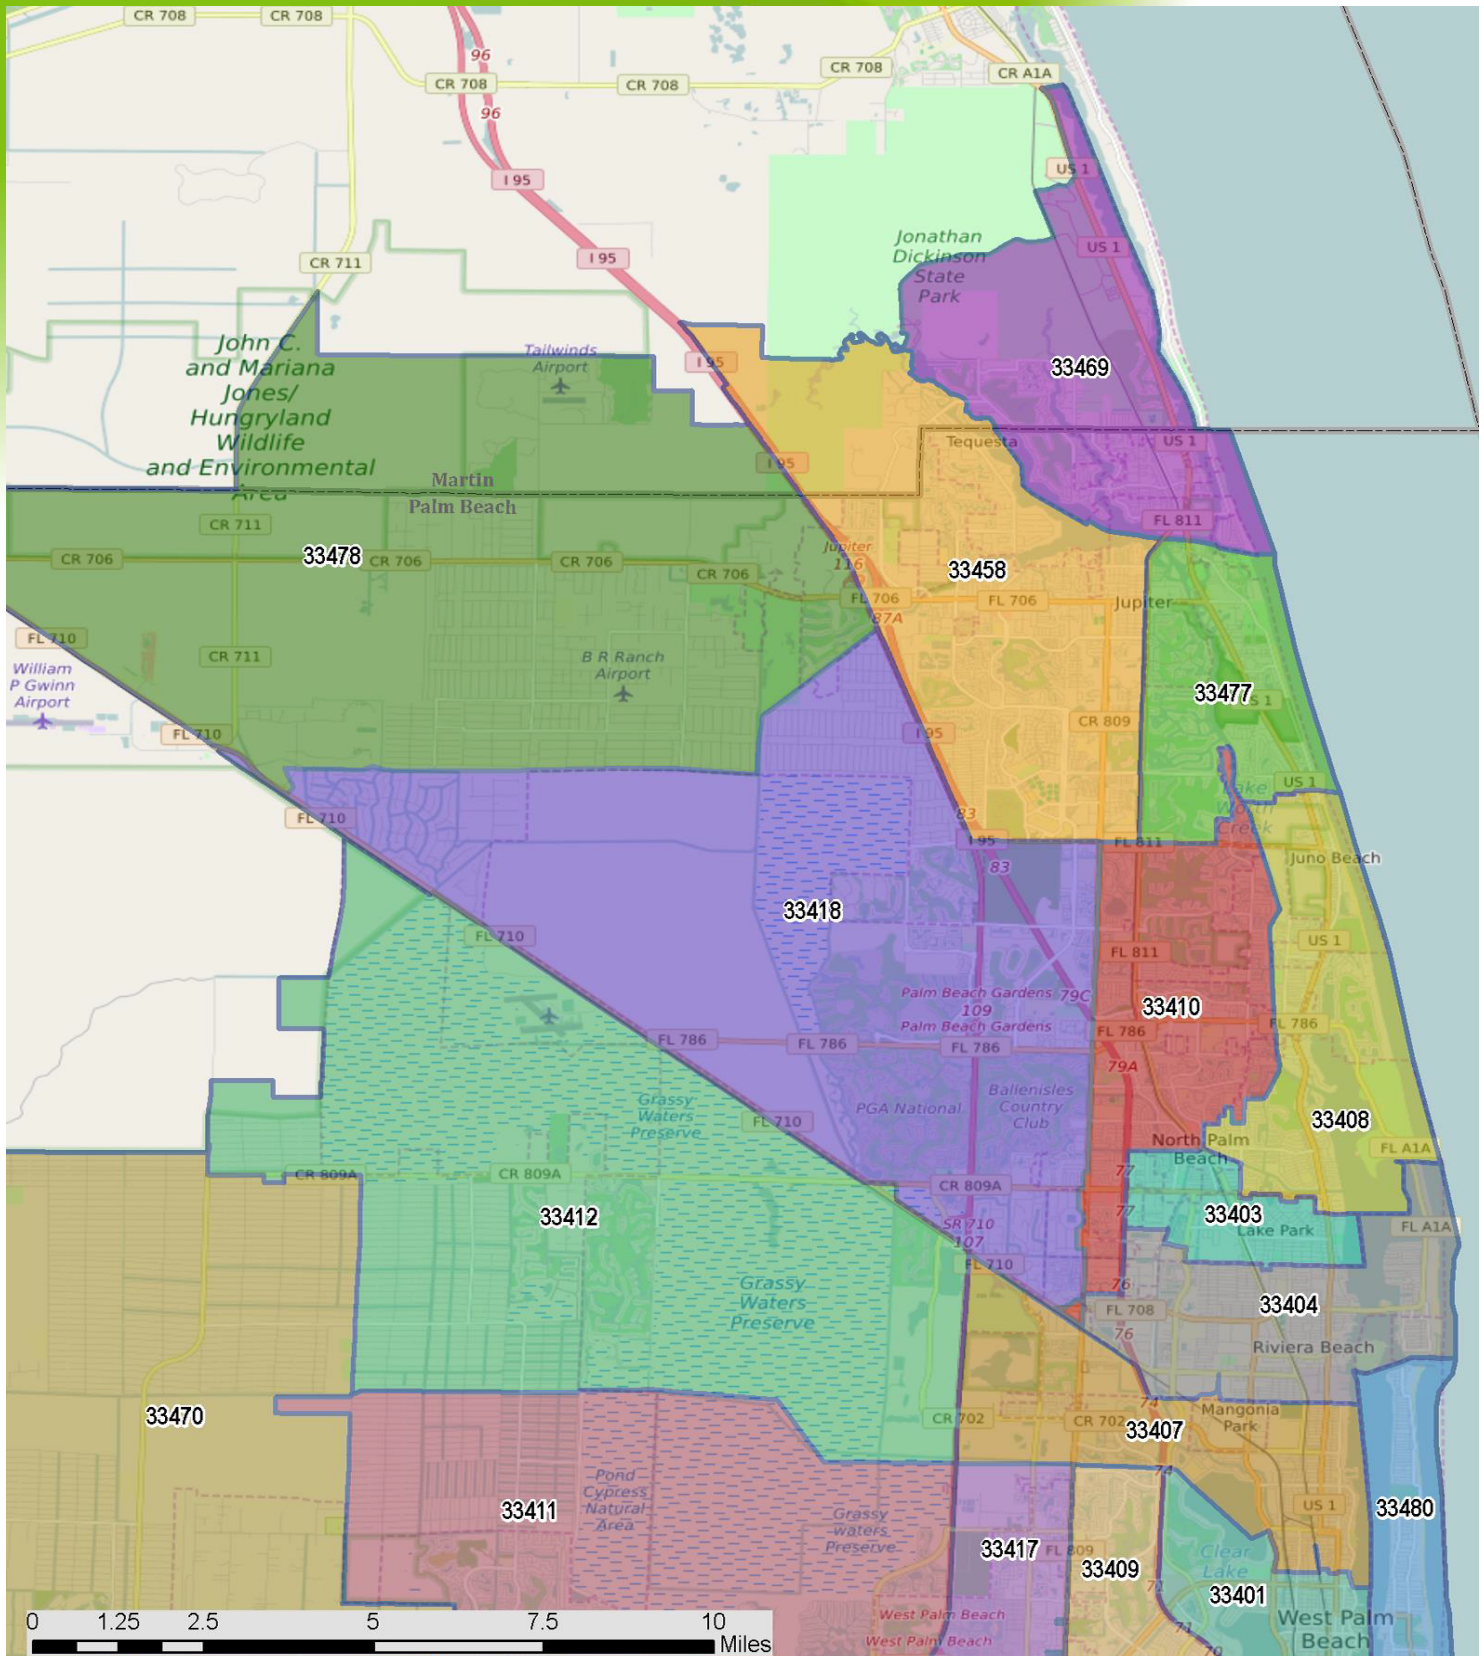 CR 708
CR 708
96
CR 708
CR 708
CR 708
CR A1A
96
I 95
US 1
Jonathan
Dickinson
State
Park
US 1
I 95
CR 711
John C.
and Mariana
Jones/
Hungryland
Wildlife
and Environmental
Area
Tailwinds
Airport
I 95
33469
Tequesta
US 1
I 95
Martin
Palm Beach
CR 711
FL 811
CR 706
33478
CR 706
CR 706
CR 706
Jupiter
116
33458
FL 706
FL 706
Jupiter
87A
FL 710
CR 711
William
P Gwinn
Airport
B R Ranch
Airport
33477
S 1
FL 710
I 95
CR 809
US 1
Lake
Worth
Creek
FL 710
83
I 95
FL 811
83
Juno Beach
33418
FL 710
FL 811
US 1
Palm Beach Gardens
109
Palm Beach Gardens
79C
33410
FL 786
FL 786
FL 786
FL 786
FL 786
79A
Grassy
Waters
Preserve
FL 710
PGA National
Ballenisles
Country
Club
33408
North Palm
Beach
FL A1A
CR 809A
CR 809A
CR 809A
77
33412
SR 710
107
77
33403
Lake Park
FL A1A
FL 710
Grassy
Waters
Preserve
76
FL 708
76
33404
Riviera Beach
33470
CR 702
CR 702
74
33407
Mangonia
Park
74
Pond
Cypress
Natural
Area
33411
Grassy
waters
Preserve
US 1
33480
33417
FL 809
33409
Clear
Lake
71
33401
West Palm Beach
West Palm Beach
71
70
West Palm
Beach
0
1.25
2.5
5
7.5
10
Miles